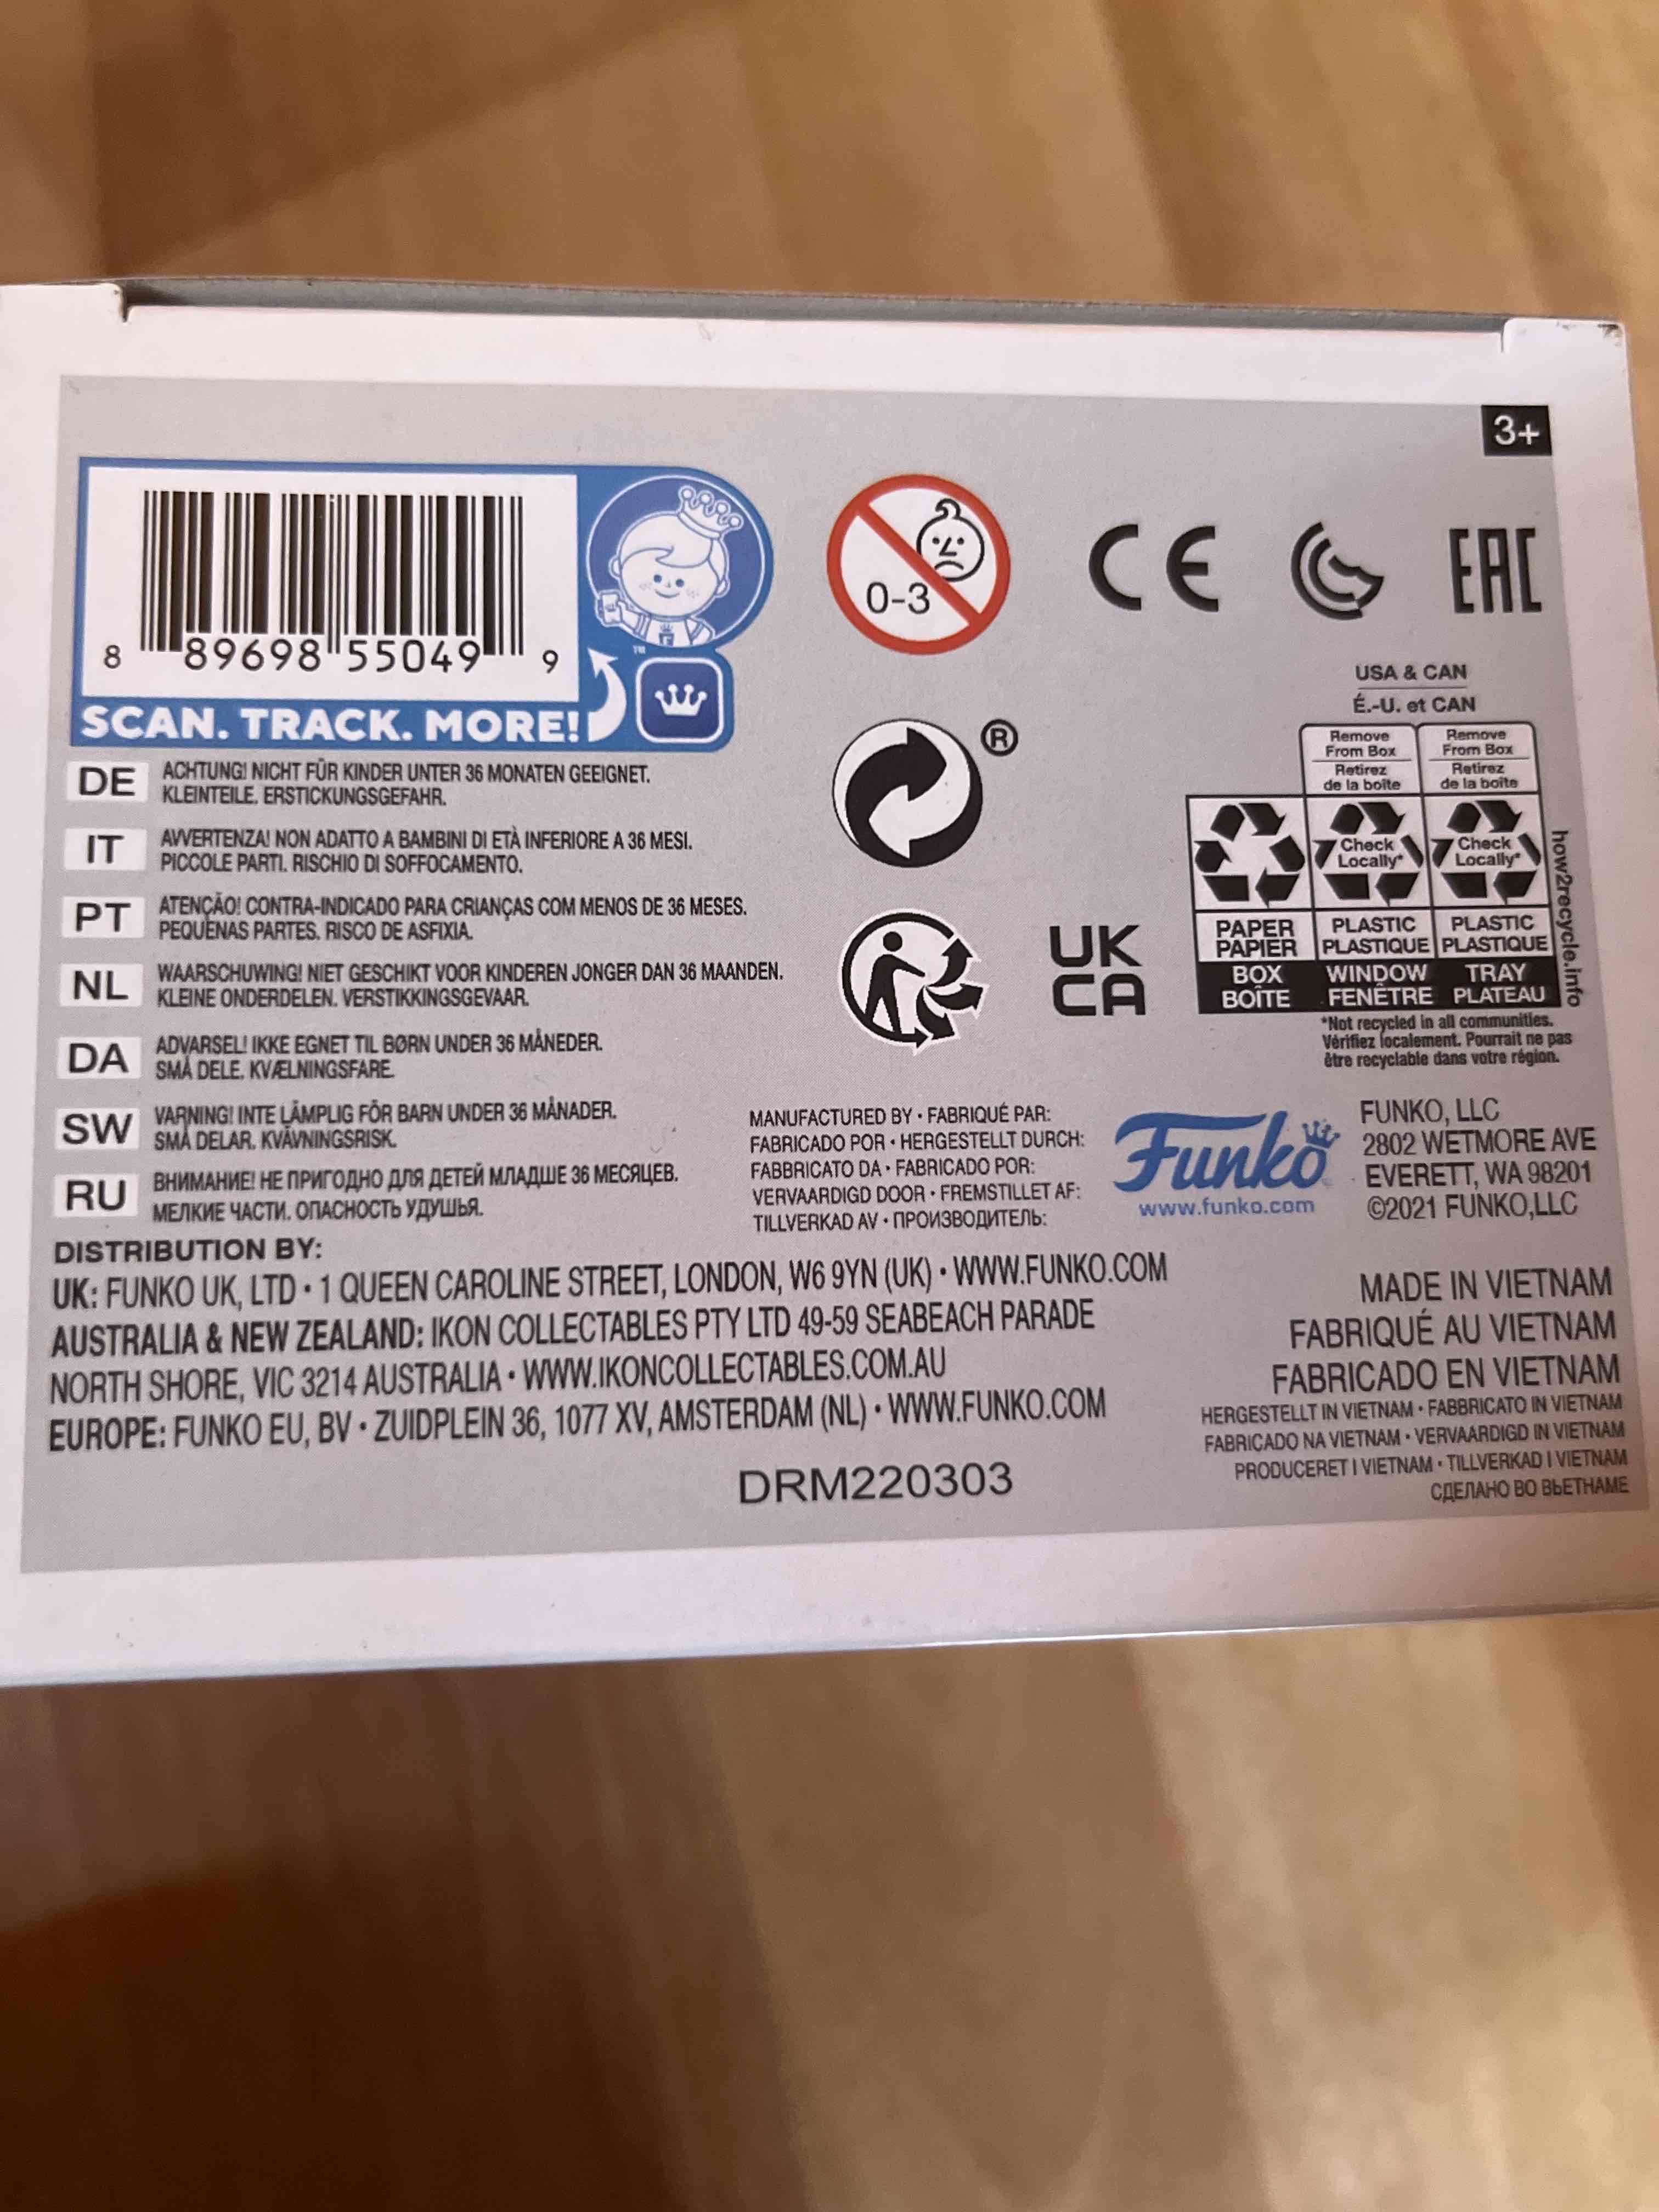 3+
8 89698 55049 9
SCAN. TRACK. MORE!
™
0-3
CE
EAC
®
UK
CA
USA & CAN
É.-U. et CAN
Remove
From Box
Retirez
de la boîte
Remove
From Box
Retirez
de la boîte
Check
Locally*
Check
Locally*
PAPER
PAPIER
PLASTIC
PLASTIQUE
PLASTIC
PLASTIQUE
BOX
BOÎTE
WINDOW
FENÊTRE
TRAY
PLATEAU
how2recycle.info
*Not recycled in all communities.
Vérifiez localement. Pourrait ne pas
être recyclable dans votre région.
DE ACHTUNG! NICHT FÜR KINDER UNTER 36 MONATEN GEEIGNET.
KLEINTEILE. ERSTICKUNGSGEFAHR.
IT AVVERTENZA! NON ADATTO A BAMBINI DI ETÀ INFERIORE A 36 MESI.
PICCOLE PARTI. RISCHIO DI SOFFOCAMENTO.
PT ATENÇÃO! CONTRA-INDICADO PARA CRIANÇAS COM MENOS DE 36 MESES.
PEQUENAS PARTES. RISCO DE ASFIXIA.
NL WAARSCHUWING! NIET GESCHIKT VOOR KINDEREN JONGER DAN 36 MAANDEN.
KLEINE ONDERDELEN. VERSTIKKINGSGEVAAR.
DA ADVARSEL! IKKE EGNET TIL BØRN UNDER 36 MÅNEDER.
SMÅ DELE. KVÆLNINGSFARE.
SW VARNING! INTE LÄMPLIG FÖR BARN UNDER 36 MÅNADER.
SMÅ DELAR. KVÄVNINGSRISK.
RU ВНИМАНИЕ! НЕ ПРИГОДНО ДЛЯ ДЕТЕЙ МЛАДШЕ 36 МЕСЯЦЕВ.
МЕЛКИЕ ЧАСТИ. ОПАСНОСТЬ УДУШЬЯ.
MANUFACTURED BY • FABRIQUÉ PAR:
FABRICADO POR • HERGESTELLT DURCH:
FABBRICATO DA • FABRICADO POR:
VERVAARDIGD DOOR • FREMSTILLET AF:
TILLVERKAD AV • ПРОИЗВОДИТЕЛЬ:
Funko
www.funko.com
FUNKO, LLC
2802 WETMORE AVE
EVERETT, WA 98201
©2021 FUNKO,LLC
DISTRIBUTION BY:
UK: FUNKO UK, LTD • 1 QUEEN CAROLINE STREET, LONDON, W6 9YN (UK) • WWW.FUNKO.COM
AUSTRALIA & NEW ZEALAND: IKON COLLECTABLES PTY LTD 49-59 SEABEACH PARADE
NORTH SHORE, VIC 3214 AUSTRALIA • WWW.IKONCOLLECTABLES.COM.AU
EUROPE: FUNKO EU, BV • ZUIDPLEIN 36, 1077 XV, AMSTERDAM (NL) • WWW.FUNKO.COM
DRM220303
MADE IN VIETNAM
FABRIQUÉ AU VIETNAM
FABRICADO EN VIETNAM
HERGESTELLT IN VIETNAM • FABBRICATO IN VIETNAM
FABRICADO NA VIETNAM • VERVAARDIGD IN VIETNAM
PRODUCERET I VIETNAM • TILLVERKAD I VIETNAM
СДЕЛАНО ВО ВЬЕТНАМЕ